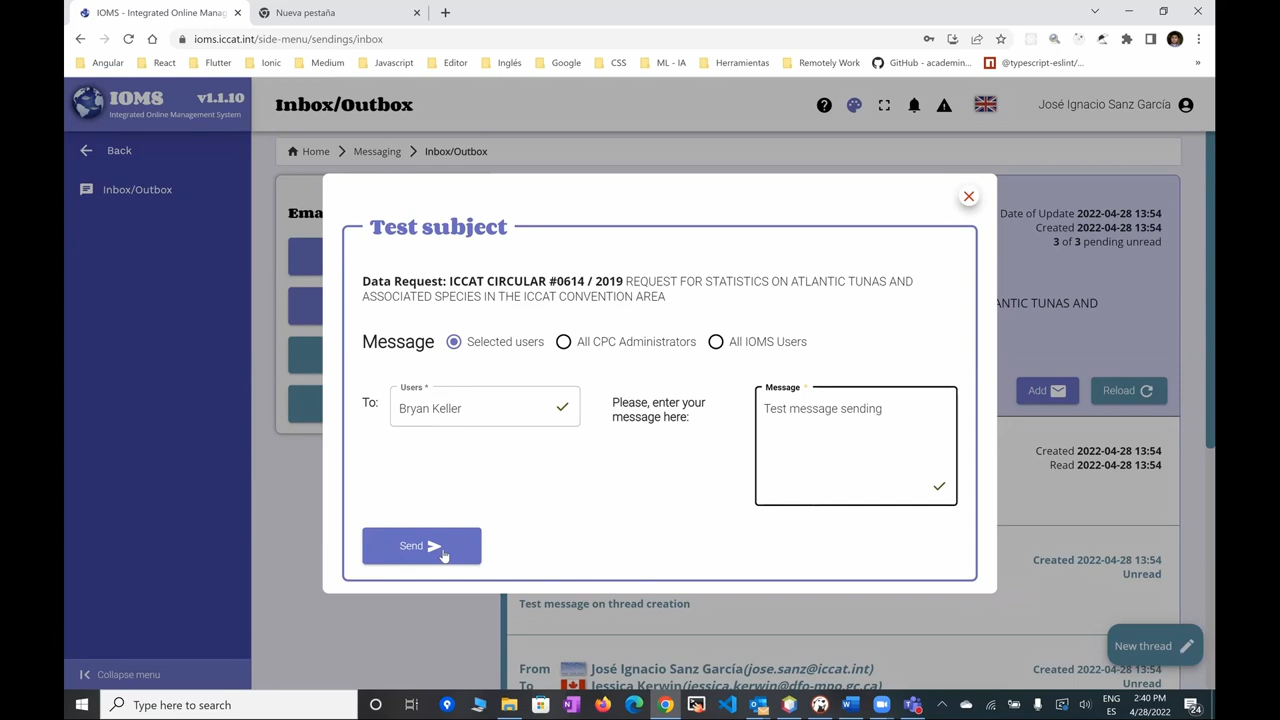 IOMS - Integrated Online Manag
Nueva pestaña
ioms.iccat.int/side-menu/sendings/inbox
Angular
React
Flutter
Ionic
Medium
Javascript
Editor
Inglés
Google
CSS
ML - IA
Herramientas
Remotely Work
GitHub - academin...
@typescript-eslint/...
»
IOMS v1.1.10
Integrated Online Management System
Inbox/Outbox
José Ignacio Sanz García
Back
Inbox/Outbox
Home
Messaging
Inbox/Outbox
Ema
Date of Update 2022-04-28 13:54
Created 2022-04-28 13:54
3 of 3 pending unread
ANTIC TUNAS AND
Add
Reload
Test subject
Data Request: ICCAT CIRCULAR #0614 / 2019 REQUEST FOR STATISTICS ON ATLANTIC TUNAS AND
ASSOCIATED SPECIES IN THE ICCAT CONVENTION AREA
Message
Selected users
All CPC Administrators
All IOMS Users
To:
Users *
Bryan Keller
Please, enter your
message here:
Message *
Test message sending
Send
Created 2022-04-28 13:54
Read 2022-04-28 13:54
Created 2022-04-28 13:54
Unread
Test message on thread creation
New thread
From José Ignacio Sanz García(jose.sanz@iccat.int)
To Jessica Kerwin(jessica.kerwin@dfo-mpo.gc.ca)
Created 2022-04-28 13:54
Unread
Collapse menu
Type here to search
ENG
ES
2:40 PM
4/28/2022
24